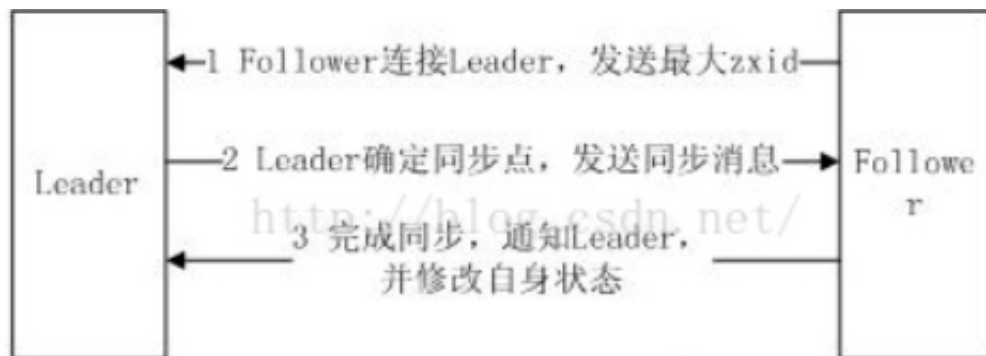 1 Follower连接Leader，发送最大zxid
2 Leader确定同步点，发送同步消息
Leader
Followe
r
http://blog.csdn.net/
3 完成同步，通知Leader，
并修改自身状态